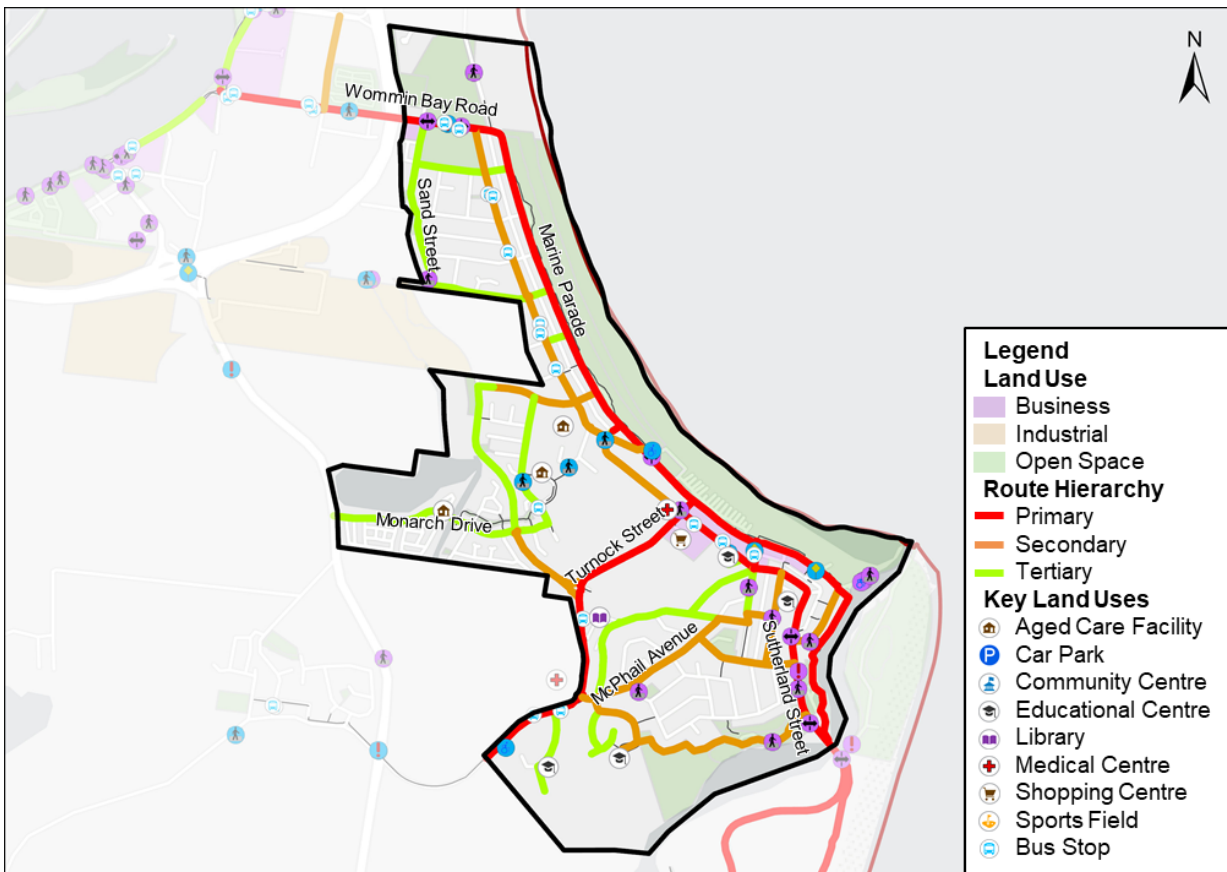 N
Wommin Bay Road
Sand Street
Marine Parade
Monarch Drive
Turnock Street
McPhail Avenue
Sutherland Street
Legend
Land Use
Business
Industrial
Open Space
Route Hierarchy
Primary
Secondary
Tertiary
Key Land Uses
Aged Care Facility
P Car Park
Community Centre
Educational Centre
Library
Medical Centre
Shopping Centre
Sports Field
Bus Stop